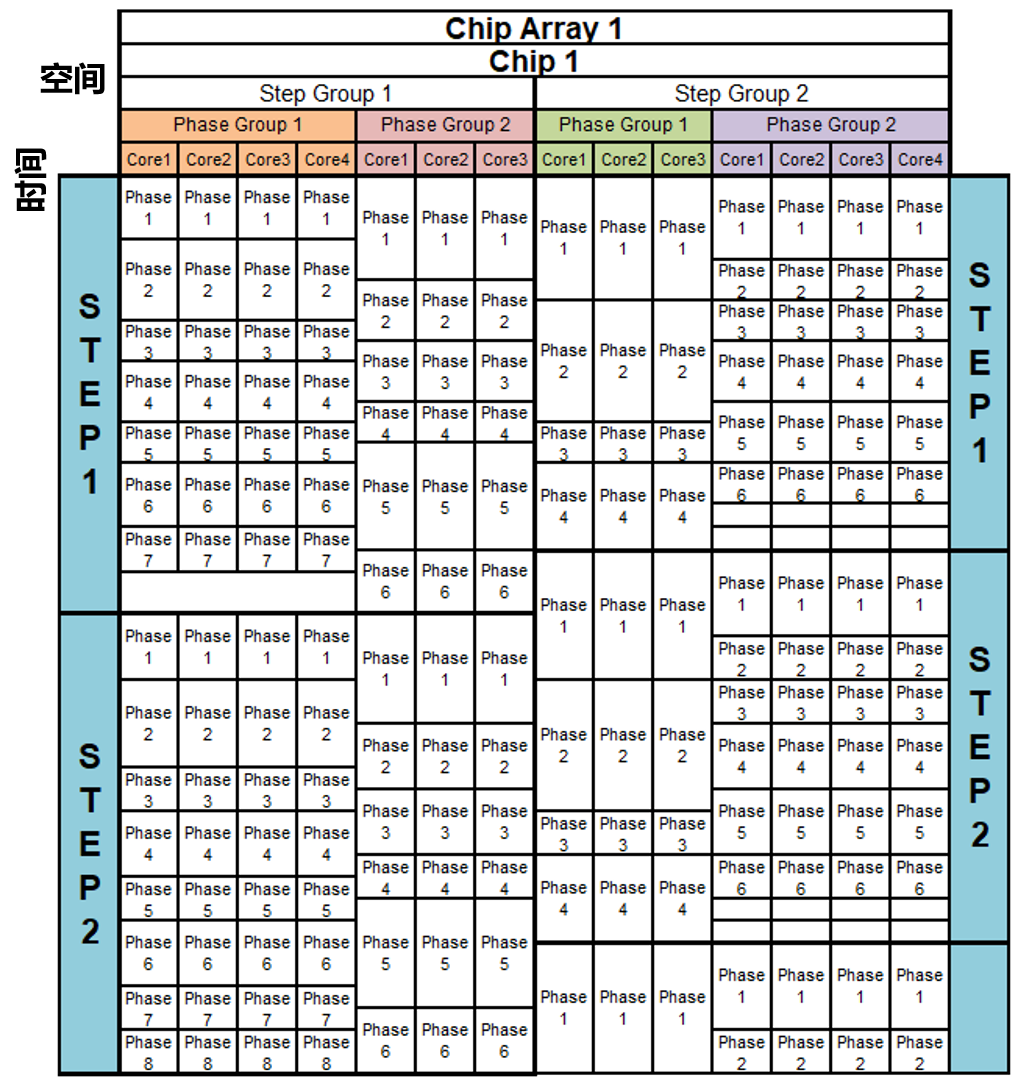 Chip Array 1
Chip 1
空间
Step Group 1 Step Group 2
Phase Group 1 Phase Group 2 Phase Group 1 Phase Group 2
时间
Core1 Core2 Core3 Core4 Core1 Core2 Core3 Core1 Core2 Core3 Core1 Core2 Core3 Core4
STEP1
Phase 1 Phase 1 Phase 1 Phase 1
Phase 2 Phase 2 Phase 2 Phase 2
Phase 3 Phase 3 Phase 3 Phase 3
Phase 4 Phase 4 Phase 4 Phase 4
Phase 5 Phase 5 Phase 5 Phase 5
Phase 6 Phase 6 Phase 6 Phase 6
Phase 7 Phase 7 Phase 7 Phase 7
Phase 1 Phase 1 Phase 1
Phase 2 Phase 2 Phase 2
Phase 3 Phase 3 Phase 3
Phase 4 Phase 4 Phase 4
Phase 5 Phase 5 Phase 5
Phase 6 Phase 6 Phase 6
STEP2
Phase 1 Phase 1 Phase 1 Phase 1
Phase 2 Phase 2 Phase 2 Phase 2
Phase 3 Phase 3 Phase 3 Phase 3
Phase 4 Phase 4 Phase 4 Phase 4
Phase 5 Phase 5 Phase 5 Phase 5
Phase 6 Phase 6 Phase 6 Phase 6
Phase 7 Phase 7 Phase 7 Phase 7
Phase 8 Phase 8 Phase 8 Phase 8
Phase 1 Phase 1 Phase 1
Phase 2 Phase 2 Phase 2
Phase 3 Phase 3 Phase 3
Phase 4 Phase 4 Phase 4
Phase 5 Phase 5 Phase 5
Phase 6 Phase 6 Phase 6
Phase 1 Phase 1 Phase 1
Phase 2 Phase 2 Phase 2
Phase 3 Phase 3 Phase 3
Phase 4 Phase 4 Phase 4
Phase 1 Phase 1 Phase 1 Phase 1
Phase 2 Phase 2 Phase 2 Phase 2
Phase 3 Phase 3 Phase 3 Phase 3
Phase 4 Phase 4 Phase 4 Phase 4
Phase 5 Phase 5 Phase 5 Phase 5
Phase 6 Phase 6 Phase 6 Phase 6
STEP1
Phase 1 Phase 1 Phase 1
Phase 2 Phase 2 Phase 2
Phase 3 Phase 3 Phase 3
Phase 4 Phase 4 Phase 4
Phase 1 Phase 1 Phase 1 Phase 1
Phase 2 Phase 2 Phase 2 Phase 2
Phase 3 Phase 3 Phase 3 Phase 3
Phase 4 Phase 4 Phase 4 Phase 4
Phase 5 Phase 5 Phase 5 Phase 5
Phase 6 Phase 6 Phase 6 Phase 6
STEP2
Phase 1 Phase 1 Phase 1
Phase 1 Phase 1 Phase 1 Phase 1
Phase 2 Phase 2 Phase 2 Phase 2